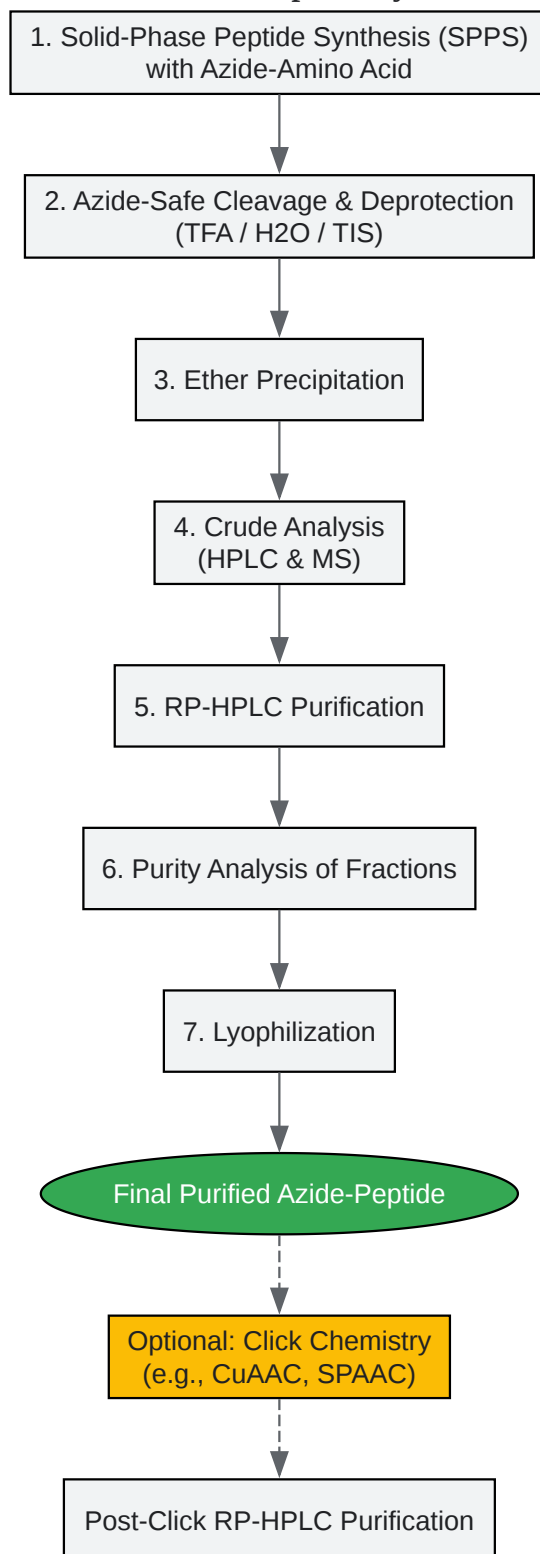 1. Solid-Phase Peptide Synthesis (SPPS)
with Azide-Amino Acid
2. Azide-Safe Cleavage & Deprotection
(TFA / H2O / TIS)
3. Ether Precipitation
4. Crude Analysis
(HPLC & MS)
5. RP-HPLC Purification
6. Purity Analysis of Fractions
7. Lyophilization
Final Purified Azide-Peptide
Optional: Click Chemistry
(e.g., CuAAC, SPAAC)
Post-Click RP-HPLC Purification